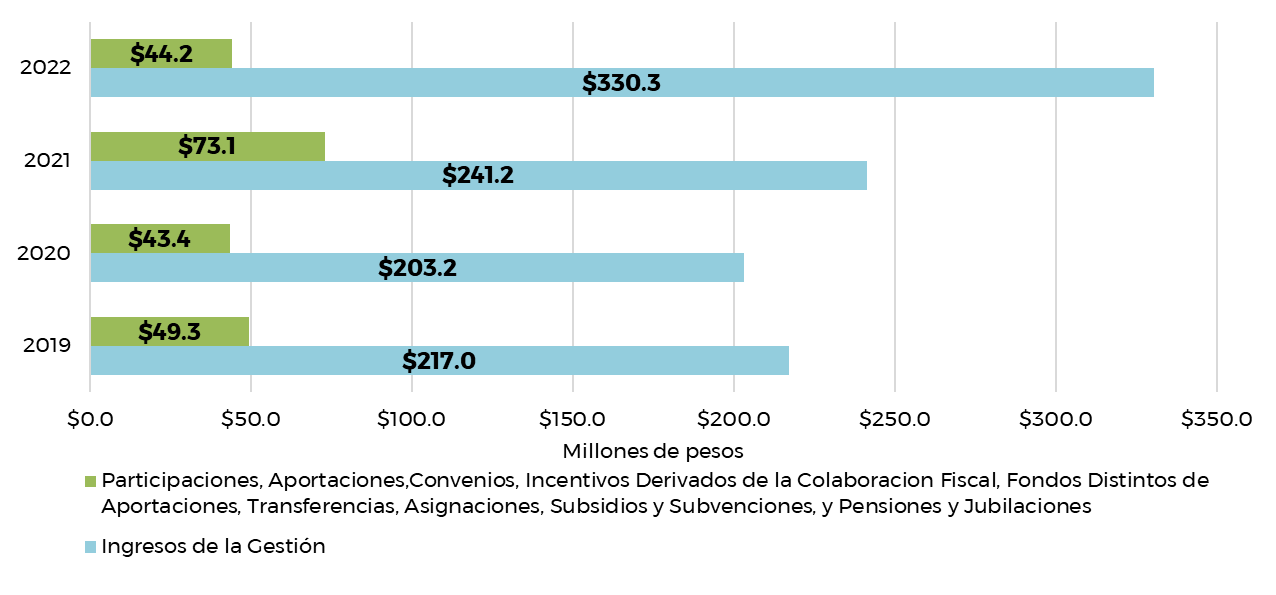 2022
$44.2
$330.3
2021
$73.1
$241.2
2020
$43.4
$203.2
2019
$49.3
$217.0
$0.0 $50.0 $100.0 $150.0 $200.0 $250.0 $300.0 $350.0
Millones de pesos
Participaciones, Aportaciones,Convenios, Incentivos Derivados de la Colaboracion Fiscal, Fondos Distintos de
Aportaciones, Transferencias, Asignaciones, Subsidios y Subvenciones, y Pensiones y Jubilaciones
Ingresos de la Gestión